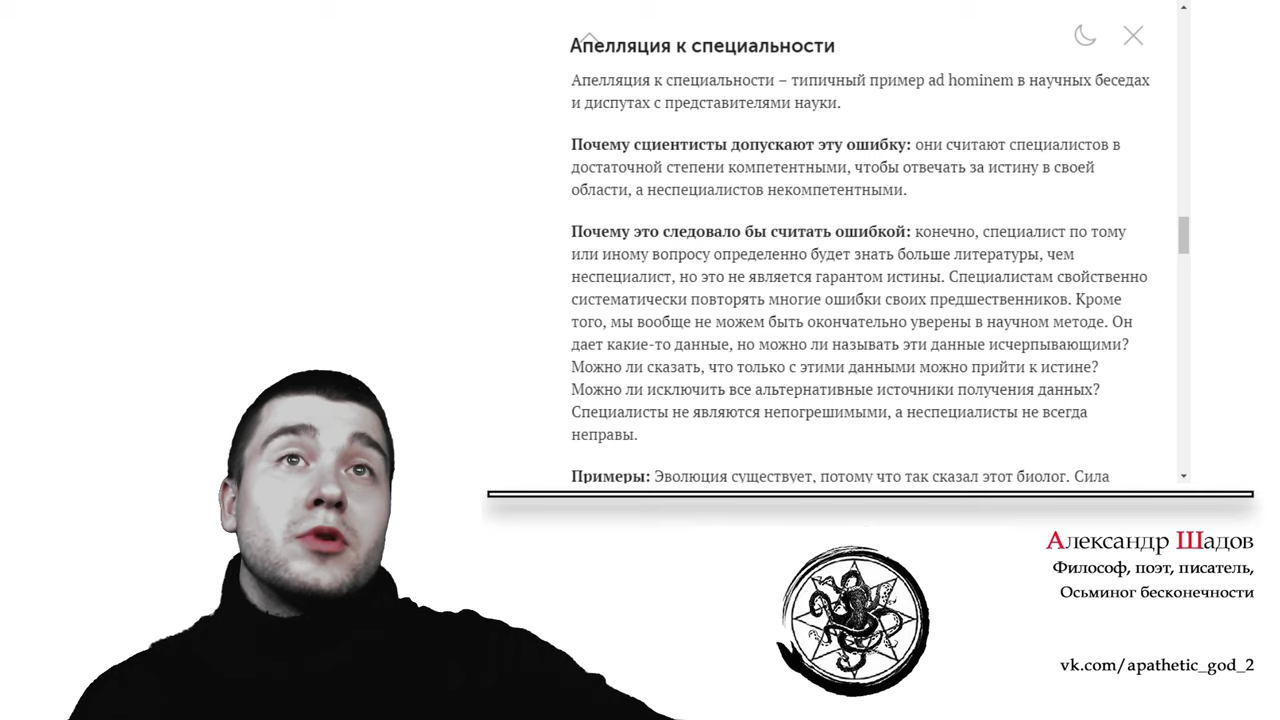 Апелляция к специальности
Апелляция к специальности – типичный пример ad hominem в научных беседах
и диспутах с представителями науки.
Почему сциентисты допускают эту ошибку: они считают специалистов в
достаточной степени компетентными, чтобы отвечать за истину в своей
области, а неспециалистов некомпетентными.
Почему это следовало бы считать ошибкой: конечно, специалист по тому
или иному вопросу определенно будет знать больше литературы, чем
неспециалист, но это не является гарантом истины. Специалистам свойственно
систематически повторять многие ошибки своих предшественников. Кроме
того, мы вообще не можем быть окончательно уверены в научном методе. Он
дает какие-то данные, но можно ли называть эти данные исчерпывающими?
Можно ли сказать, что только с этими данными можно прийти к истине?
Можно ли исключить все альтернативные источники получения данных?
Специалисты не являются непогрешимыми, а неспециалисты не всегда
неправы.
Примеры: Эволюция существует, потому что так сказал этот биолог. Сила
Александр Шадов
Философ, поэт, писатель,
Осьминог бесконечности
vk.com/apathetic_god_2